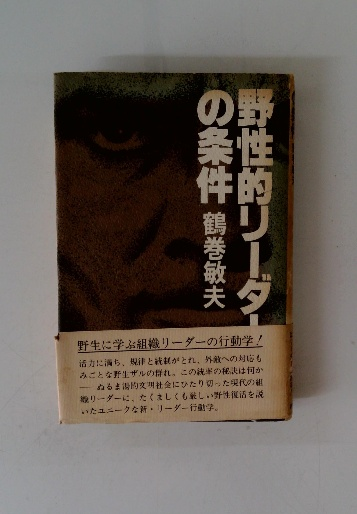 野性的リーダー
の条件
鶴巻敏夫
野生に学ぶ組織リーダーの行動学！
活力に満ち、規律と統制がとれ、外敵への対応も
みごとな野生ザルの群れ。この統率の秘訣は何か
── ぬるま湯的文明社会にひたり切った現代の組
織リーダーに、たくましくも厳しい野性復活を説
いたユニークな新・リーダー行動学。